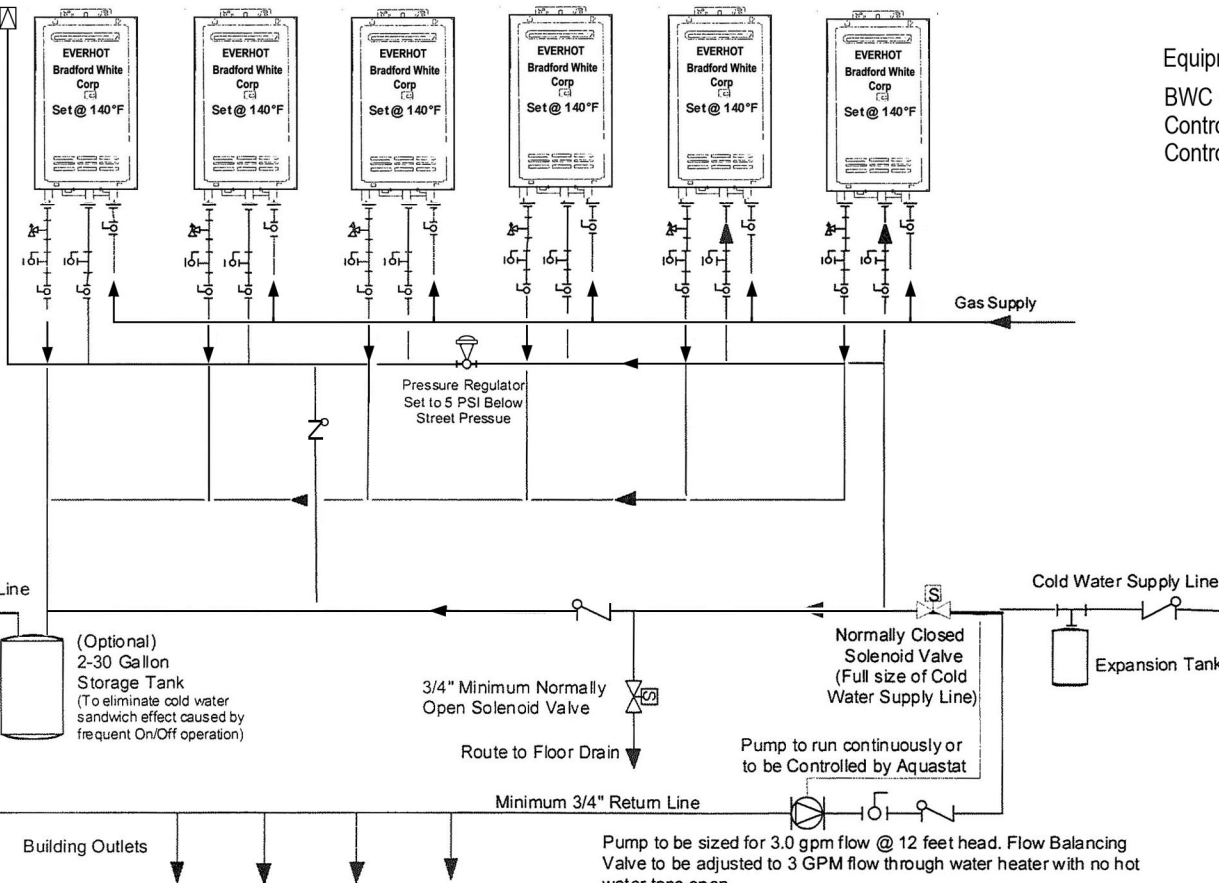 EVERHOT
Bradford White
Corp
Set@ 140°F
EVERHOT
Bradford White
Corp
Set@ 140°F
EVERHOT
Bradford White
Corp
Set@ 140°F
EVERHOT
Bradford White
Corp
Set@ 140°F
EVERHOT
Bradford White
Corp
Set@ 140°F
EVERHOT
Bradford White
Corp
Set@ 140°F
BWC
Gas Supply
Pressure Regulator
Set to 5 PSI Below
Street Pressue
Line
(Optional)
2-30 Gallon
Storage Tank
(To eliminate cold water
sandwich effect caused by
frequent On/Off operation)
3/4" Minimum Normally
Open Solenoid Valve
S
Route to Floor Drain
S
Normally Closed
Solenoid Valve
(Full size of Cold
Water Supply Line)
Cold Water Supply Line
Expansion Tank
Pump to run continuously or
to be Controlled by Aquastat
Minimum 3/4" Return Line
Building Outlets
Pump to be sized for 3.0 gpm flow @ 12 feet head. Flow Balancing
Valve to be adjusted to 3 GPM flow through water heater with no hot
water taps open